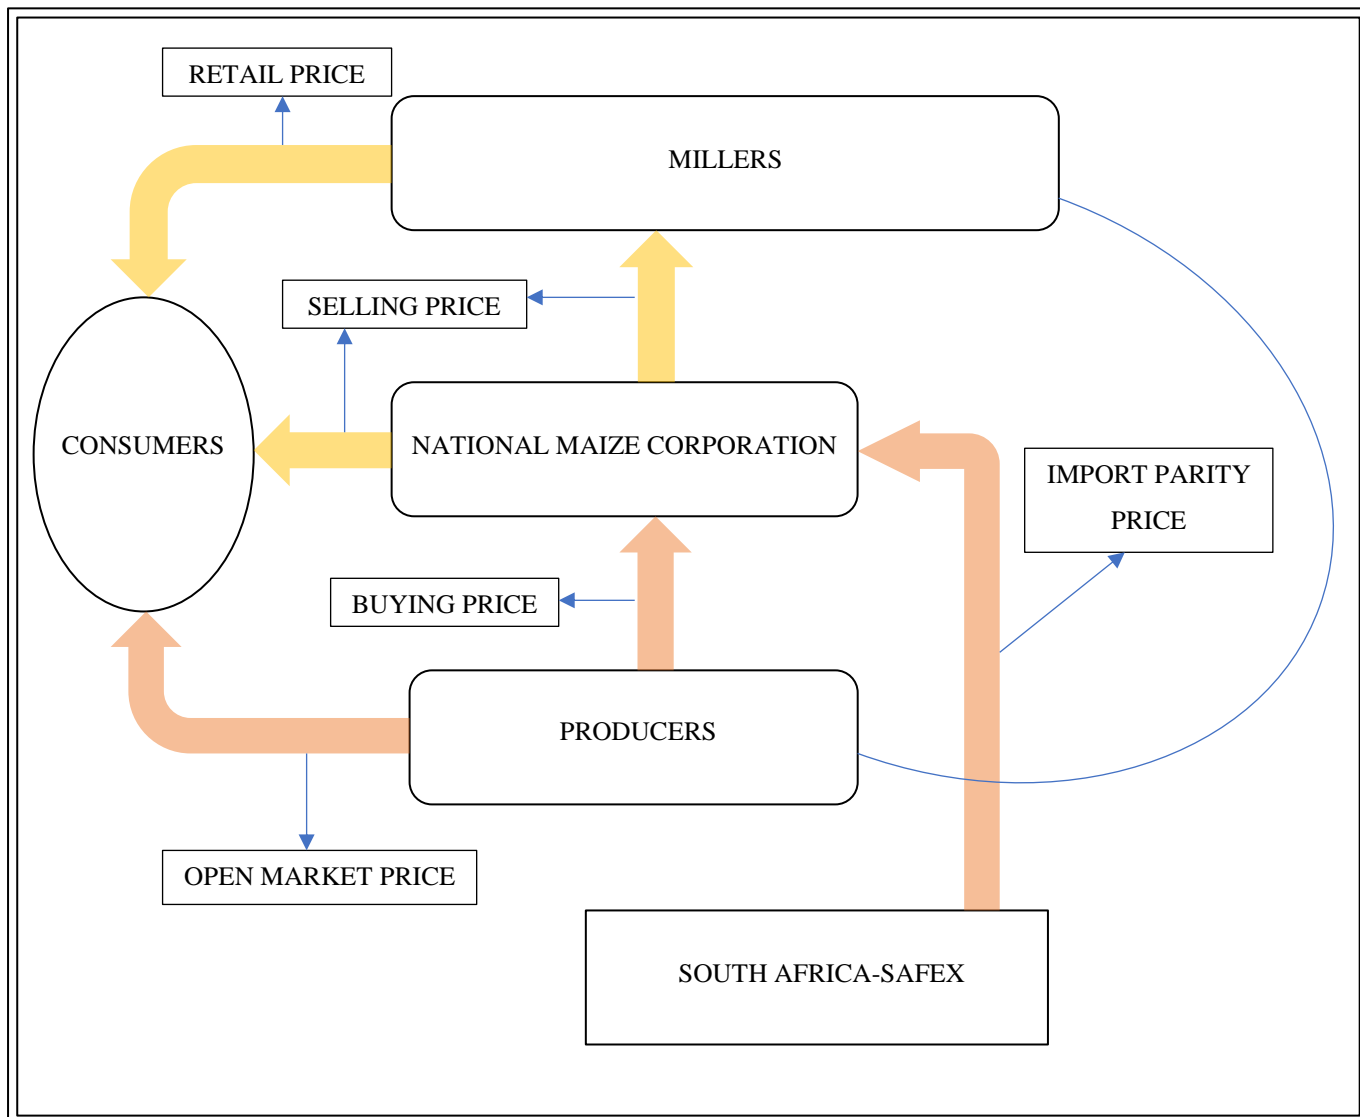 RETAIL PRICE
MILLERS
SELLING PRICE
CONSUMERS
NATIONAL MAIZE CORPORATION
IMPORT PARITY
PRICE
BUYING PRICE
PRODUCERS
OPEN MARKET PRICE
SOUTH AFRICA-SAFEX